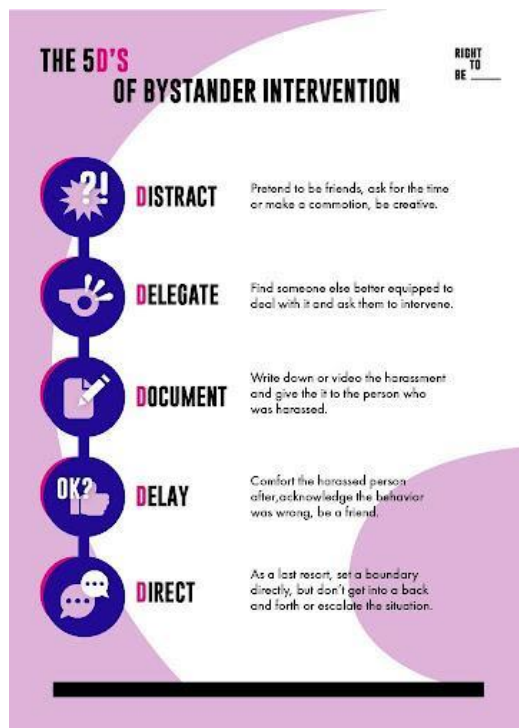 THE 5D'S
OF BYSTANDER INTERVENTION
RIGHT
TO
BE
?!
DISTRACT
Pretend to be friends, ask for the time
or make a commotion, be creative.
DELEGATE
Find someone else better equipped to
deal with it and ask them to intervene.
DOCUMENT
Write down or video the harassment
and give the it to the person who
was harassed.
OK?
DELAY
Comfort the harassed person
after,acknowledge the behavior
was wrong, be a friend.
DIRECT
As a last resort, set a boundary
directly, but don't get into a back
and forth or escalate the situation.